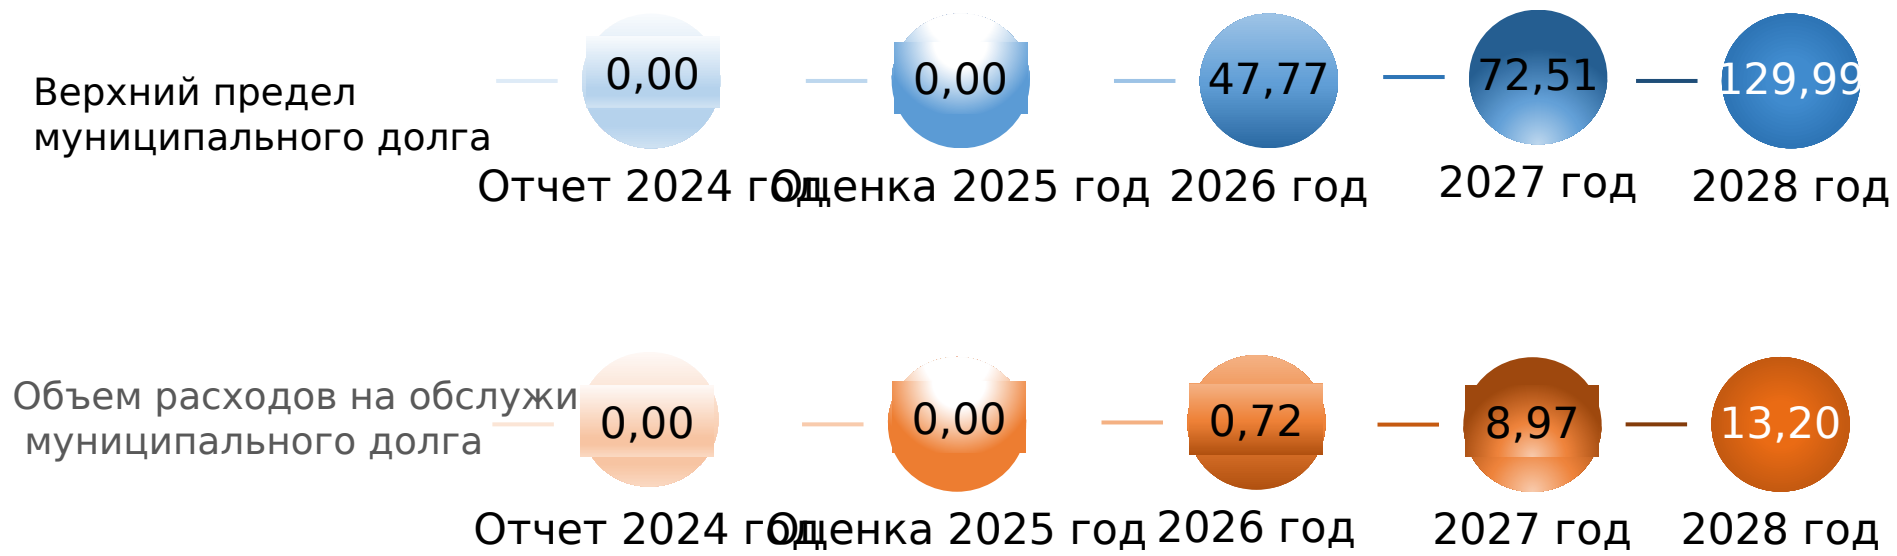 0,00
0,00
47,77
72,51
129,99
Верхний предел
муниципального долга
Отчет 2024 год
Оценка 2025 год
2026 год
2027 год
2028 год
Объем расходов на обслужи
муниципального долга
0,00
0,00
0,72
8,97
13,20
Отчет 2024 год
Оценка 2025 год
2026 год
2027 год
2028 год